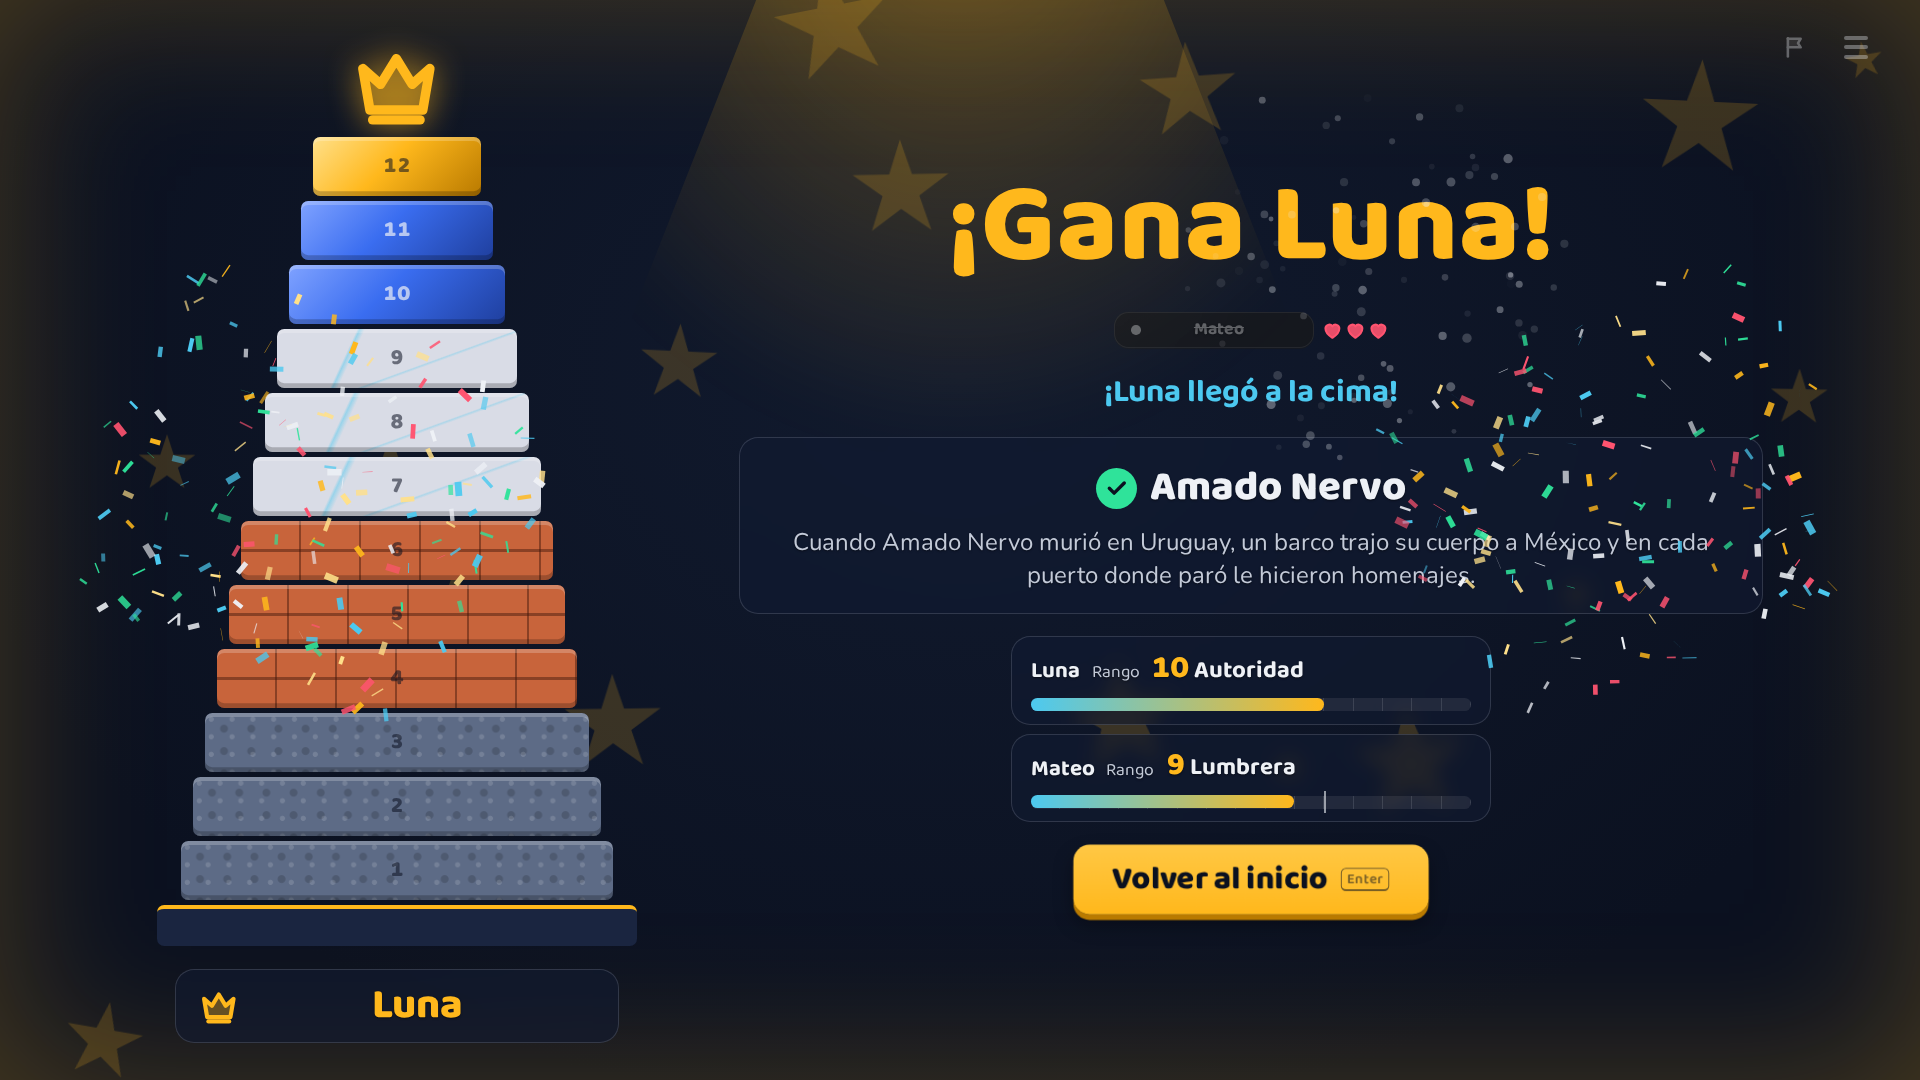 12
11
10
9
8
7
6
5
4
3
2
1
Luna
¡Gana Luna!
Mateo
¡Luna llegó a la cima!
Amado Nervo
Cuando Amado Nervo murió en Uruguay, un barco trajo su cuerpo a México y en cada
puerto donde paró le hicieron homenajes.
Luna Rango 10 Autoridad
Mateo Rango 9 Lumbrera
Volver al inicio Enter